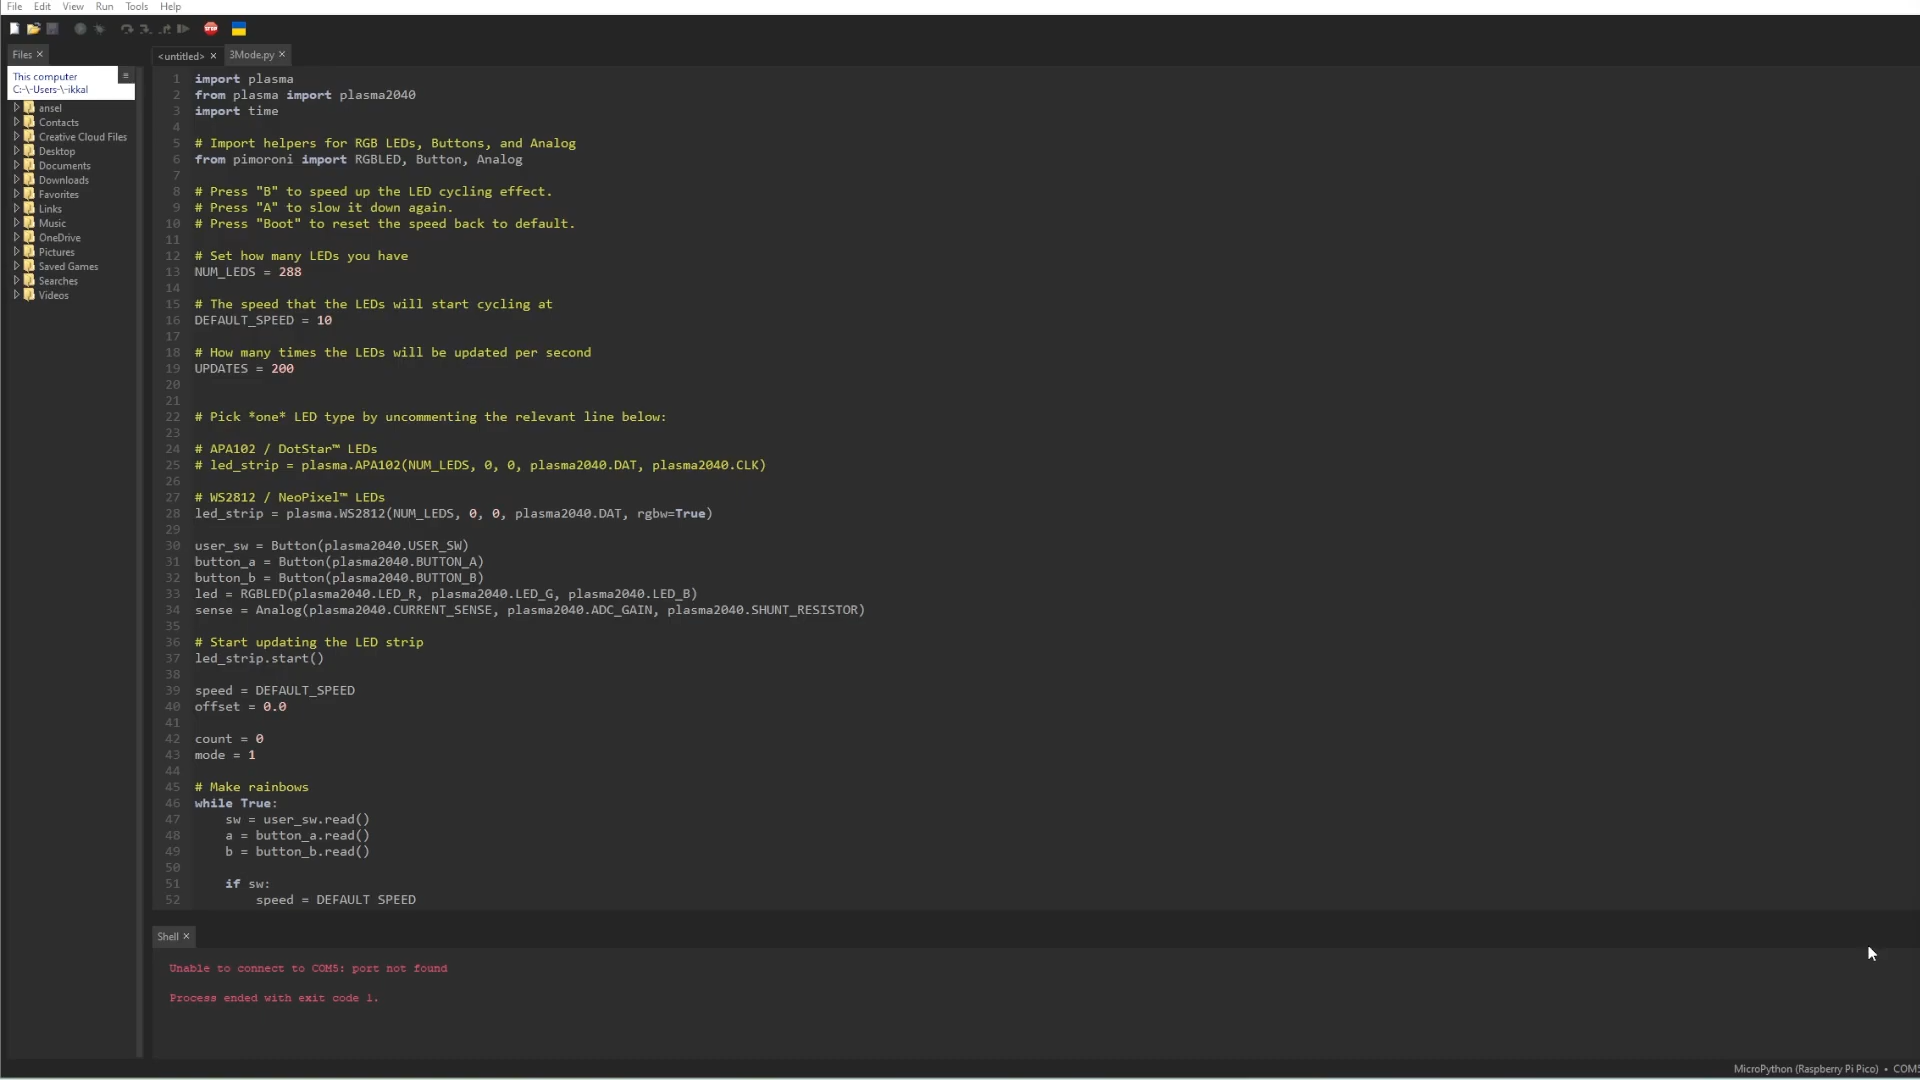 File Edit View Run Tools Help
STOP
Files ×
<untitled> × 3Mode.py ×
This computer
C:\Users\ikkal
ansel
Contacts
Creative Cloud Files
Desktop
Documents
Downloads
Favorites
Links
Music
OneDrive
Pictures
Saved Games
Searches
Videos
1 import plasma
2 from plasma import plasma2040
3 import time
4
5 # Import helpers for RGB LEDs, Buttons, and Analog
6 from pimoroni import RGBLED, Button, Analog
7
8 # Press "B" to speed up the LED cycling effect.
9 # Press "A" to slow it down again.
10 # Press "Boot" to reset the speed back to default.
11
12 # Set how many LEDs you have
13 NUM_LEDS = 288
14
15 # The speed that the LEDs will start cycling at
16 DEFAULT_SPEED = 10
17
18 # How many times the LEDs will be updated per second
19 UPDATES = 200
20
21
22 # Pick *one* LED type by uncommenting the relevant line below:
23
24 # APA102 / DotStar™ LEDs
25 # led_strip = plasma.APA102(NUM_LEDS, 0, 0, plasma2040.DAT, plasma2040.CLK)
26
27 # WS2812 / NeoPixel™ LEDs
28 led_strip = plasma.WS2812(NUM_LEDS, 0, 0, plasma2040.DAT, rgbw=True)
29
30 user_sw = Button(plasma2040.USER_SW)
31 button_a = Button(plasma2040.BUTTON_A)
32 button_b = Button(plasma2040.BUTTON_B)
33 led = RGBLED(plasma2040.LED_R, plasma2040.LED_G, plasma2040.LED_B)
34 sense = Analog(plasma2040.CURRENT_SENSE, plasma2040.ADC_GAIN, plasma2040.SHUNT_RESISTOR)
35
36 # Start updating the LED strip
37 led_strip.start()
38
39 speed = DEFAULT_SPEED
40 offset = 0.0
41
42 count = 0
43 mode = 1
44
45 # Make rainbows
46 while True:
47     sw = user_sw.read()
48     a = button_a.read()
49     b = button_b.read()
50
51     if sw:
52         speed = DEFAULT_SPEED
Shell ×
Unable to connect to COM5: port not found
Process ended with exit code 1.
MicroPython (Raspberry Pi Pico) • COM5